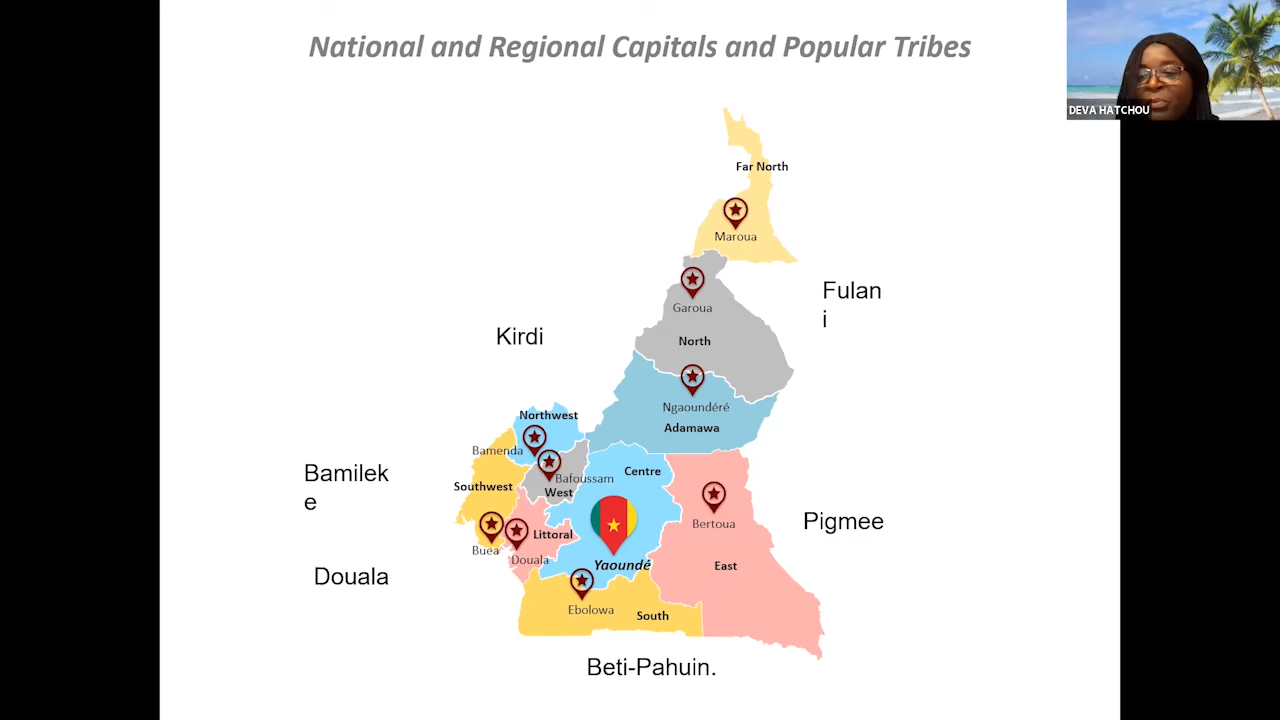 National and Regional Capitals and Popular Tribes
DEVA HATCHOU
Far North
Maroua
Fulan
i
Garoua
Kirdi
North
Ngaoundéré
Adamawa
Northwest
Bamenda
Bamilek
e
Centre
Bafoussam
Southwest
West
Pigmee
Bertoua
Littoral
Buea
Douala
Yaoundé
East
Douala
Ebolowa
South
Beti-Pahuin.